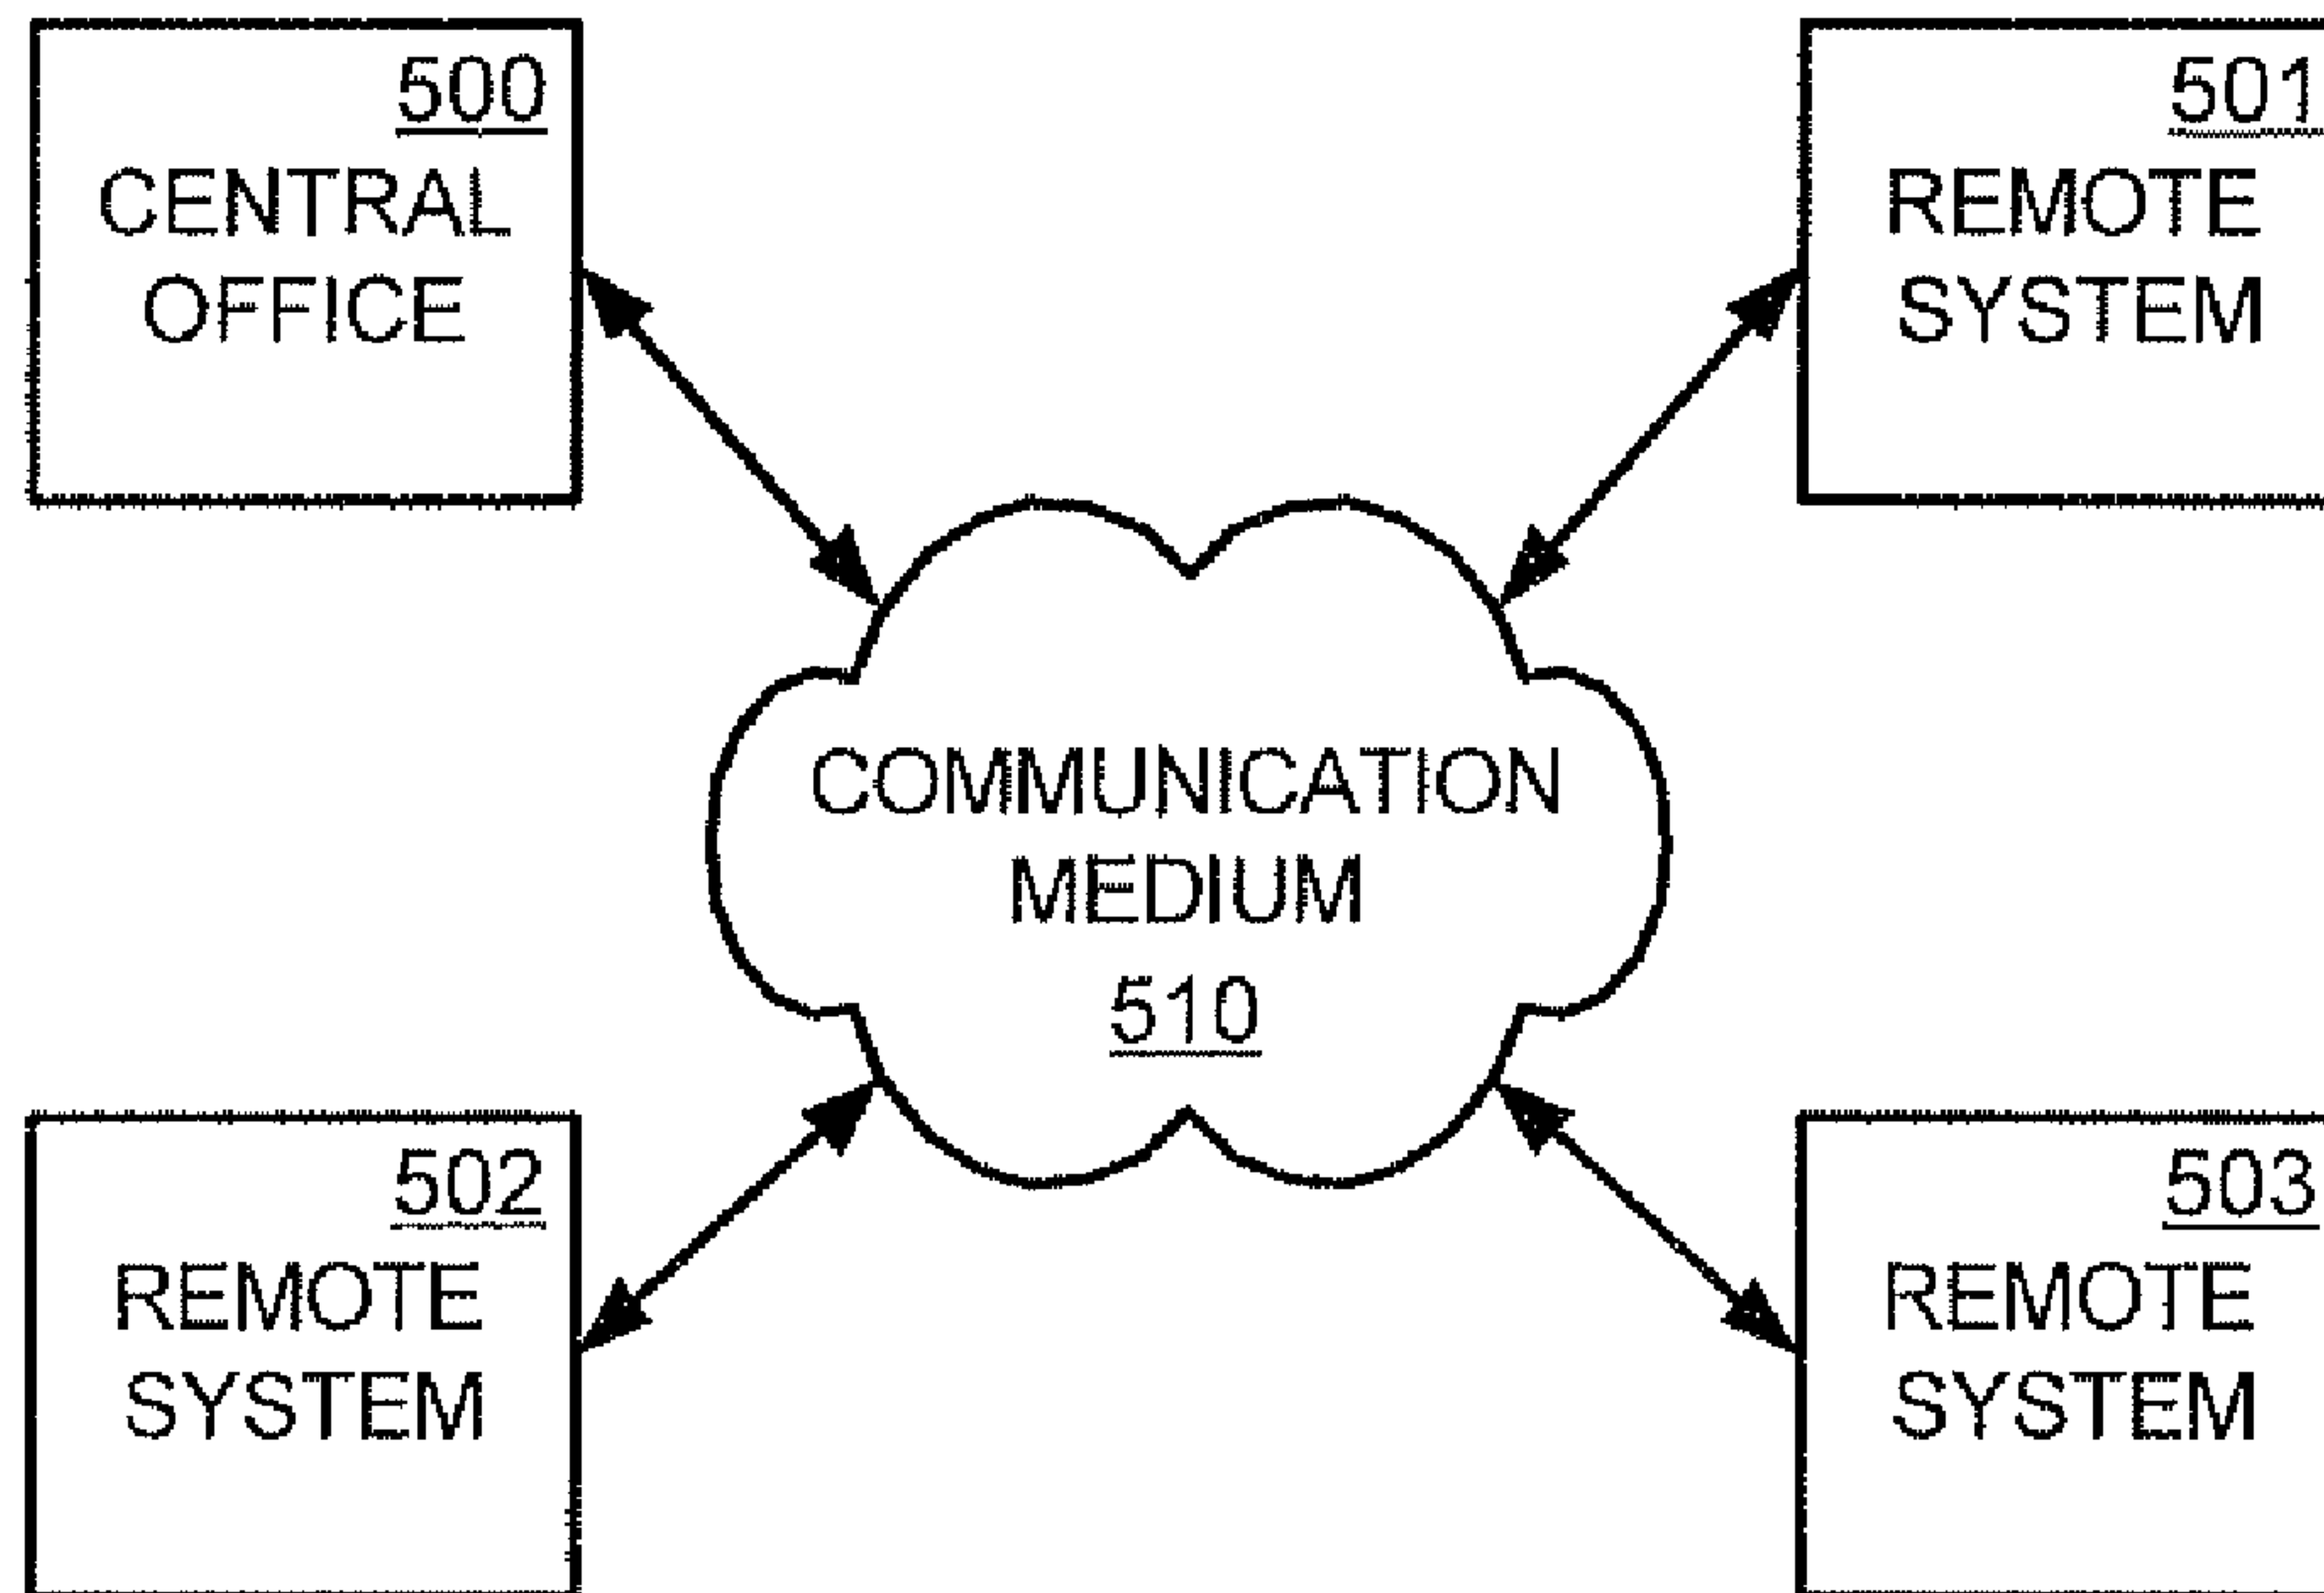 500
CENTRAL
OFFICE
501
REMOTE
SYSTEM
COMMUNICATION
MEDIUM
510
502
REMOTE
SYSTEM
503
REMOTE
SYSTEM